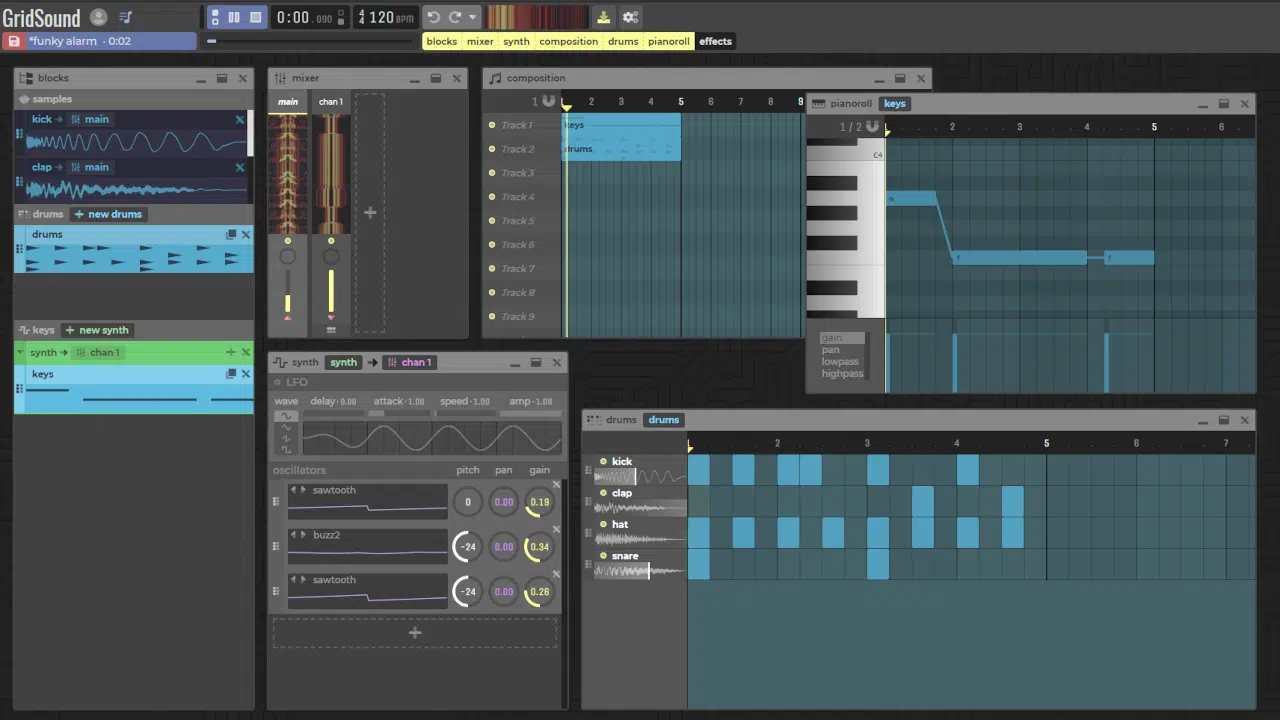 GridSound
0:00.090
4 4 120 BPM
*funky alarm · 0:02
blocks mixer synth composition drums pianoroll effects
blocks
samples
kick main
clap main
drums + new drums
drums
keys + new synth
synth chan 1
keys
mixer
main chan 1
composition
1 2 3 4 5 6 7 8 9
Track 1 keys
Track 2 drums
Track 3
Track 4
Track 5
Track 6
Track 7
Track 8
Track 9
pianoroll keys
1 / 2 2 3 4 5 6
C4
gain
pan
lowpass
highpass
synth synth chan 1
LFO
wave delay · 0.00 attack · 1.00 speed · 1.00 amp · 1.00
oscillators pitch pan gain
sawtooth 0 0.00 0.19
buzz2 -24 0.00 0.34
sawtooth -24 0.00 0.26
drums drums
2 3 4 5 6 7
kick
clap
hat
snare